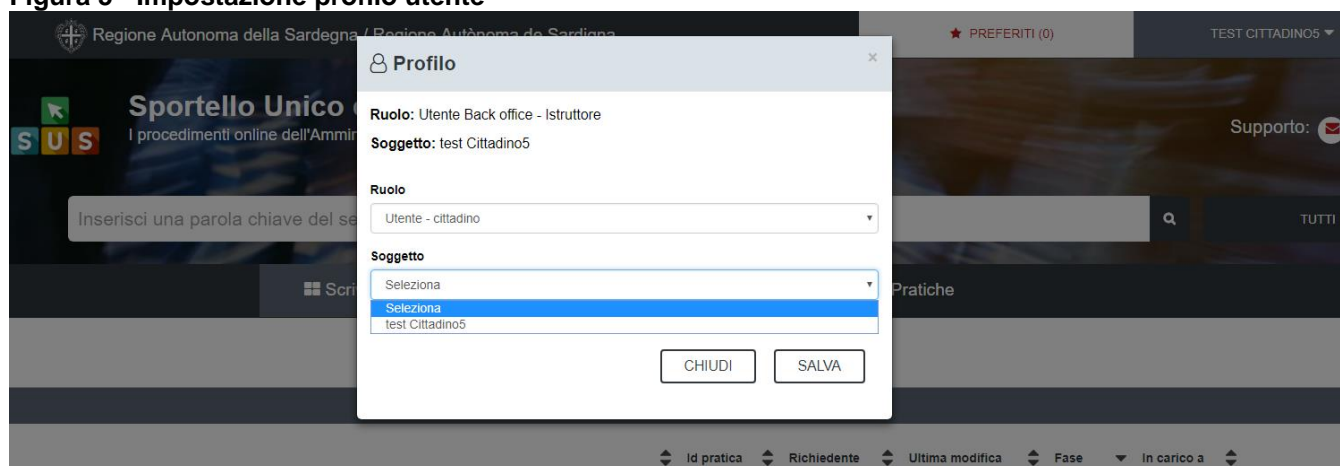 Figura 5 - Impostazione profilo utente
Regione Autonoma della Sardegna / Regione Autònoma de Sardigna
PREFERITI (0)
TEST CITTADINO5
Profilo
×
SUS
Sportello Unico
I procedimenti online dell'Ammin
Supporto:
Ruolo: Utente Back office - Istruttore
Soggetto: test Cittadino5
Ruolo
Utente - cittadino
Inserisci una parola chiave del se
TUTTI
Soggetto
Seleziona
Seleziona
test Cittadino5
Scri
Pratiche
CHIUDI
SALVA
Id pratica Richiedente Ultima modifica Fase In carico a